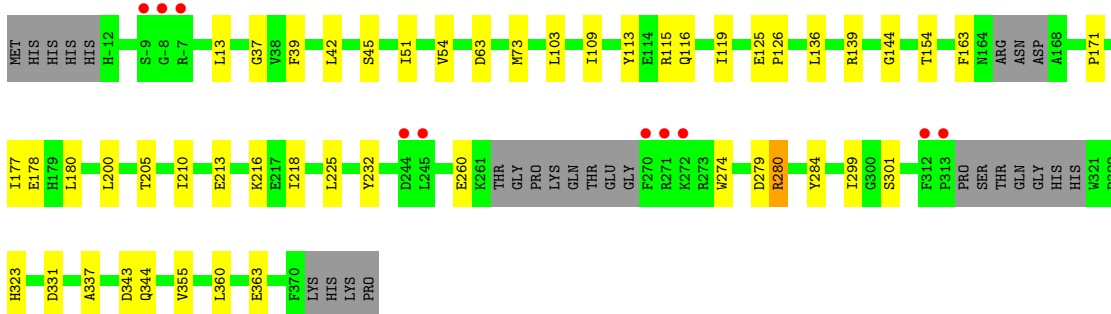 MET HIS HIS HIS HIS H-12 S-9 G-8 R-7 L13 G37 V38 F39 L42 S45 I51 V54 D63 M73 L103 I109 Y113 E114 R115 Q116 I119 E125 P126 L136 R139 G144 T154 F163 N164 ARG ASN ASP A168 P171
I177 E178 H179 L180 L200 T205 I210 E213 K216 E217 I218 L225 Y232 D244 L245 E260 K261 THR GLY PRO LYS GLN THR GLU GLY F270 R271 K272 R273 W274 D279 R280 Y284 I299 G300 S301 F312 P313 PRO SER THR GLN GLY HIS HIS W321
H323 D331 A337 D343 Q344 V355 L360 E363 F370 LYS HIS LYS PRO